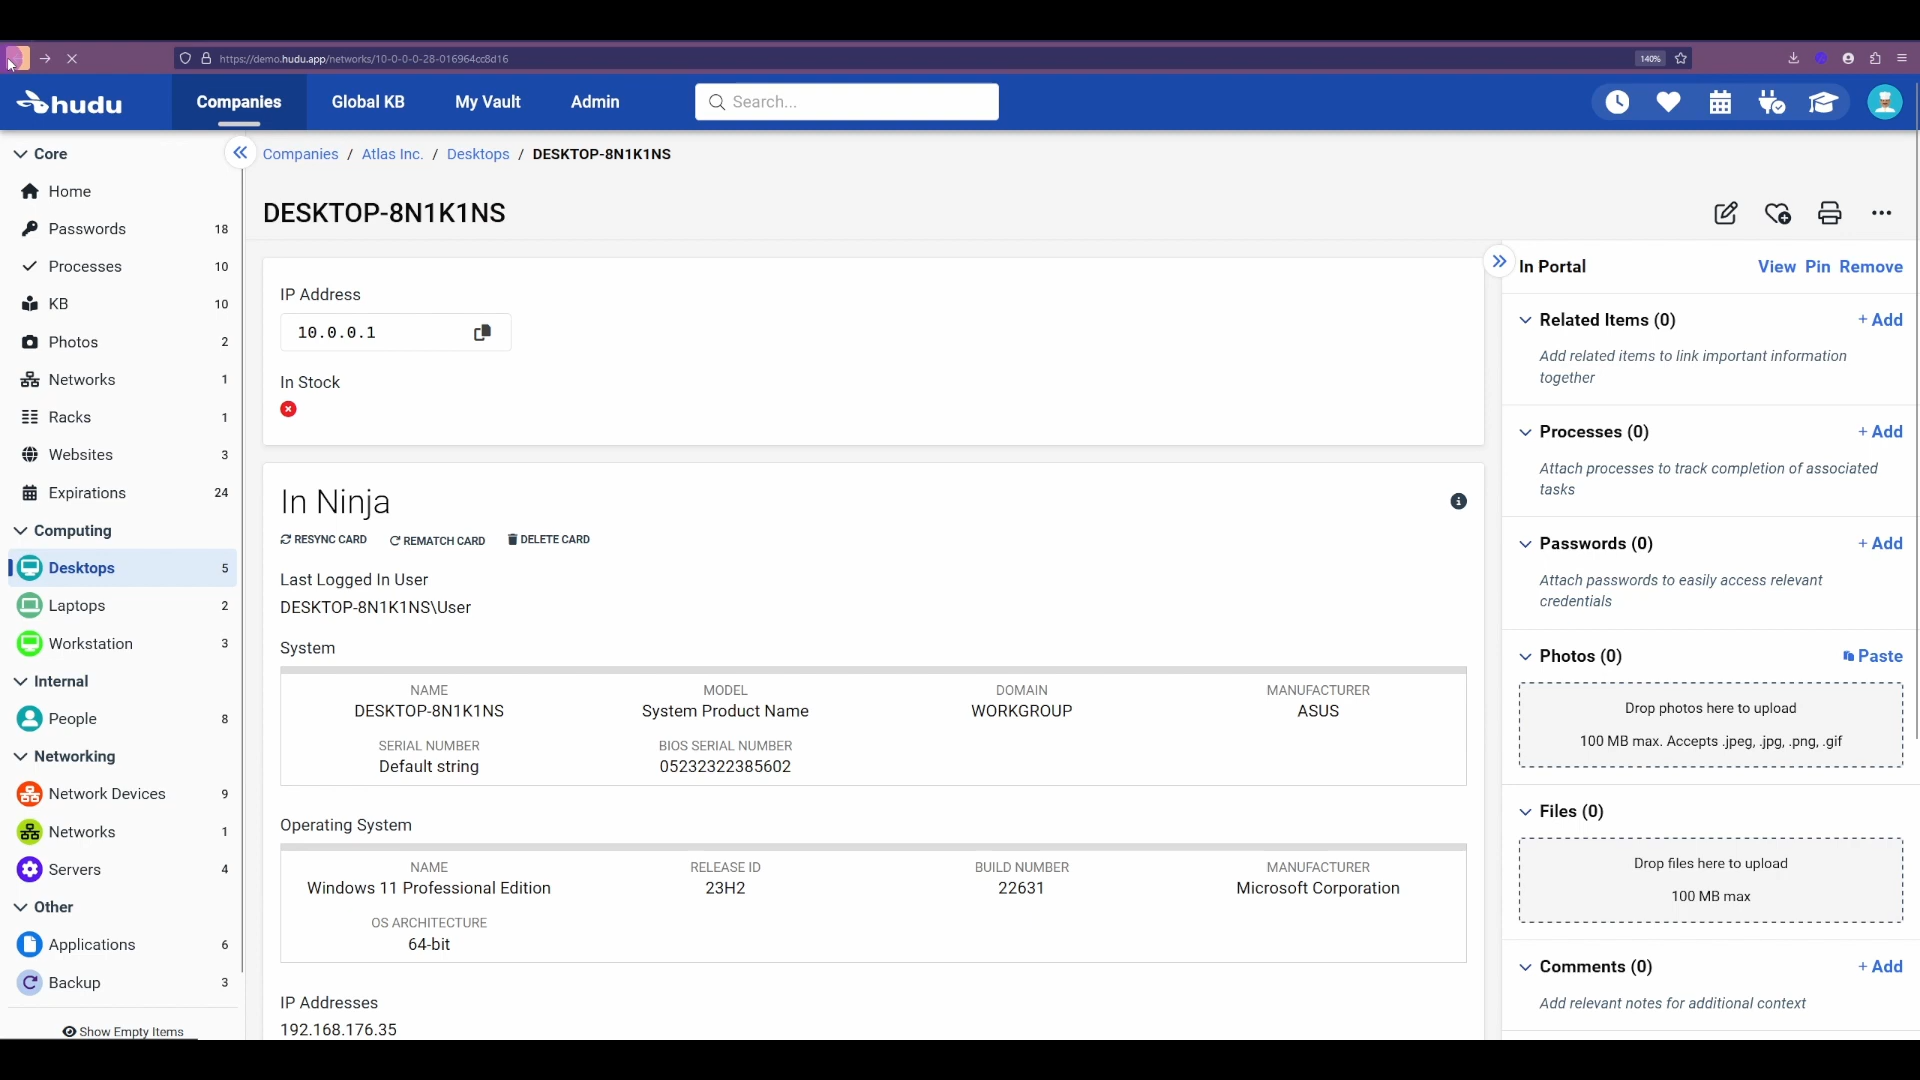 https://demo.hudu.app/networks/10-0-0-0-28-016964cc8d16
140%
hudu
Companies
Global KB
My Vault
Admin
Search...
Core
Home
Passwords 18
Processes 10
KB 10
Photos 2
Networks 1
Racks 1
Websites 3
Expirations 24
Computing
Desktops 5
Laptops 2
Workstation 3
Internal
People 8
Networking
Network Devices 9
Networks 1
Servers 4
Other
Applications 6
Backup 3
Show Empty Items
Companies / Atlas Inc. / Desktops / DESKTOP-8N1K1NS
DESKTOP-8N1K1NS
IP Address
10.0.0.1
In Stock
In Ninja
RESYNC CARD REMATCH CARD DELETE CARD
Last Logged In User
DESKTOP-8N1K1NS\User
System
NAME MODEL DOMAIN MANUFACTURER
DESKTOP-8N1K1NS System Product Name WORKGROUP ASUS
SERIAL NUMBER BIOS SERIAL NUMBER
Default string 05232322385602
Operating System
NAME RELEASE ID BUILD NUMBER MANUFACTURER
Windows 11 Professional Edition 23H2 22631 Microsoft Corporation
OS ARCHITECTURE
64-bit
IP Addresses
192.168.176.35
In Portal View Pin Remove
Related Items (0) + Add
Add related items to link important information
together
Processes (0) + Add
Attach processes to track completion of associated
tasks
Passwords (0) + Add
Attach passwords to easily access relevant
credentials
Photos (0) Paste
Drop photos here to upload
100 MB max. Accepts .jpeg, .jpg, .png, .gif
Files (0)
Drop files here to upload
100 MB max
Comments (0) + Add
Add relevant notes for additional context